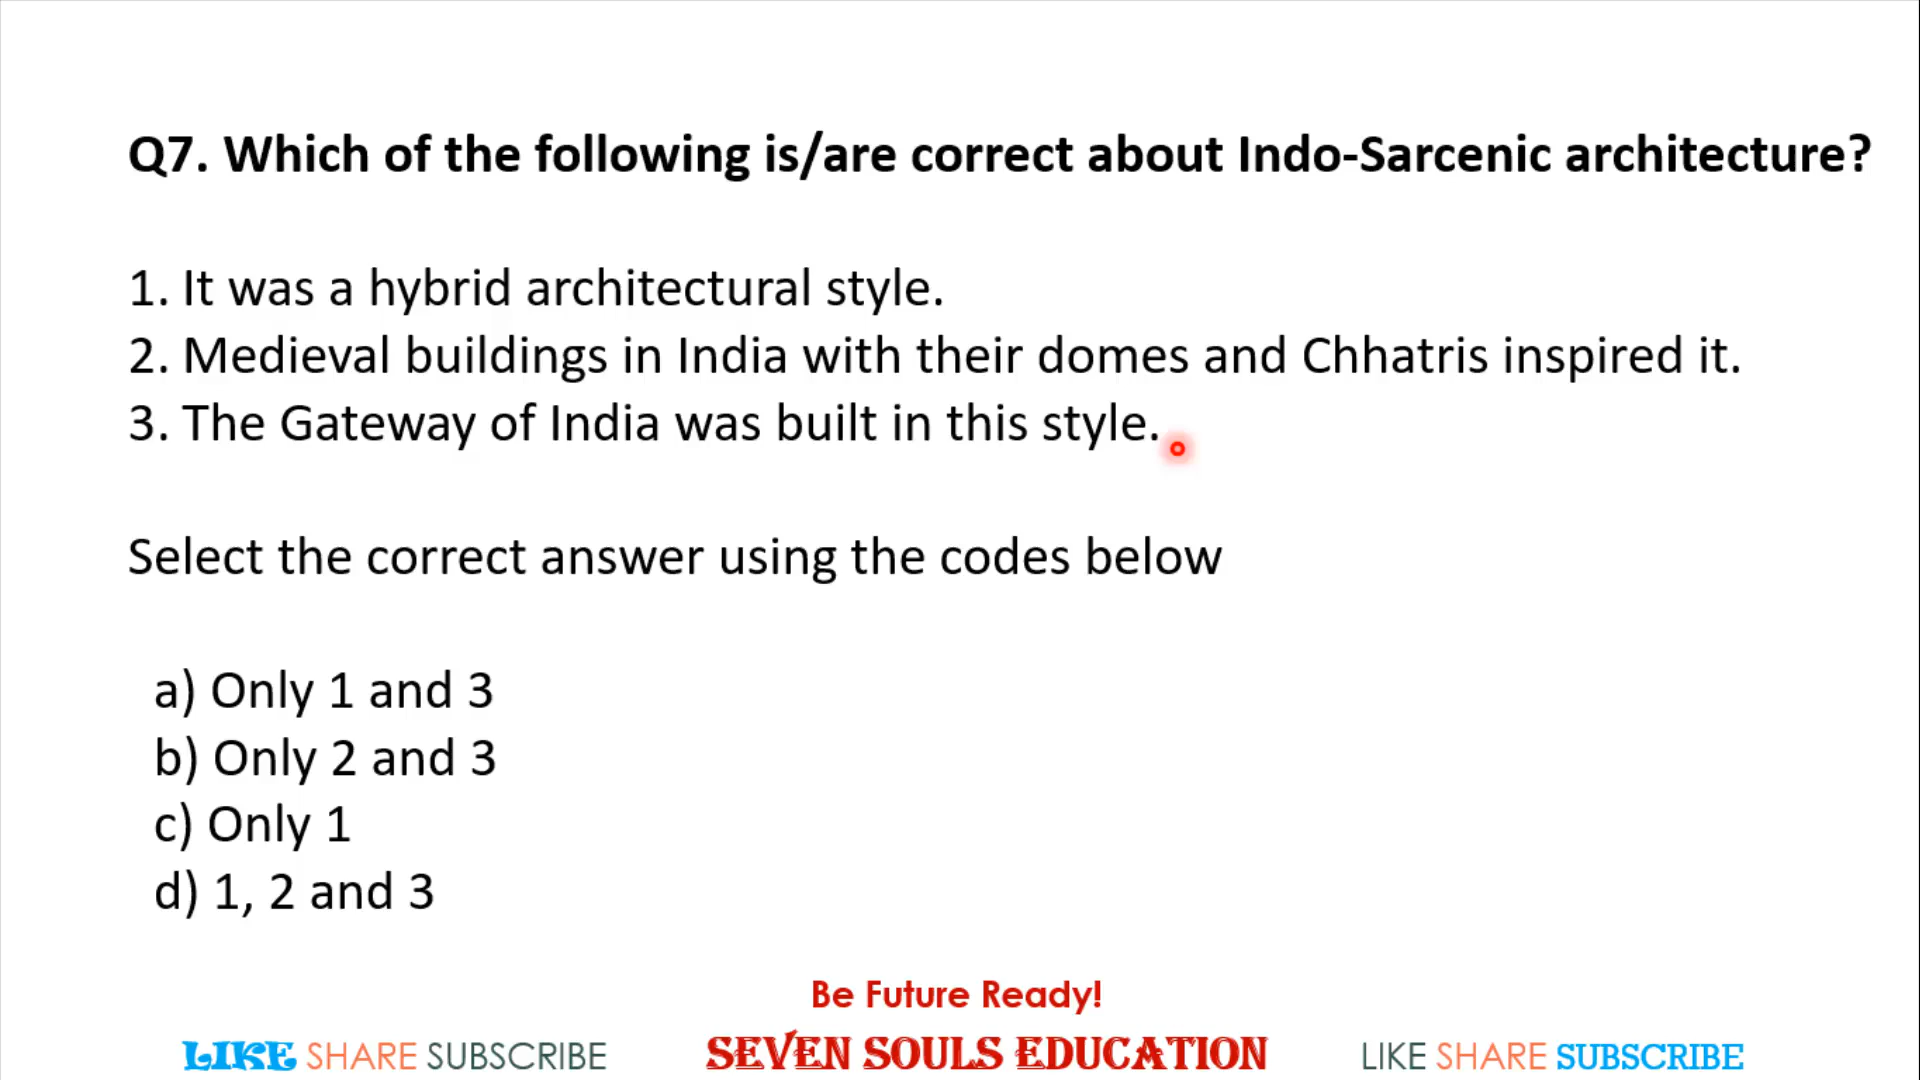 Q7. Which of the following is/are correct about Indo-Sarcenic architecture?
1. It was a hybrid architectural style.
2. Medieval buildings in India with their domes and Chhatris inspired it.
3. The Gateway of India was built in this style.
Select the correct answer using the codes below
a) Only 1 and 3
b) Only 2 and 3
c) Only 1
d) 1, 2 and 3
Be Future Ready!
LIKE SHARE SUBSCRIBE SEVEN SOULS EDUCATION LIKE SHARE SUBSCRIBE